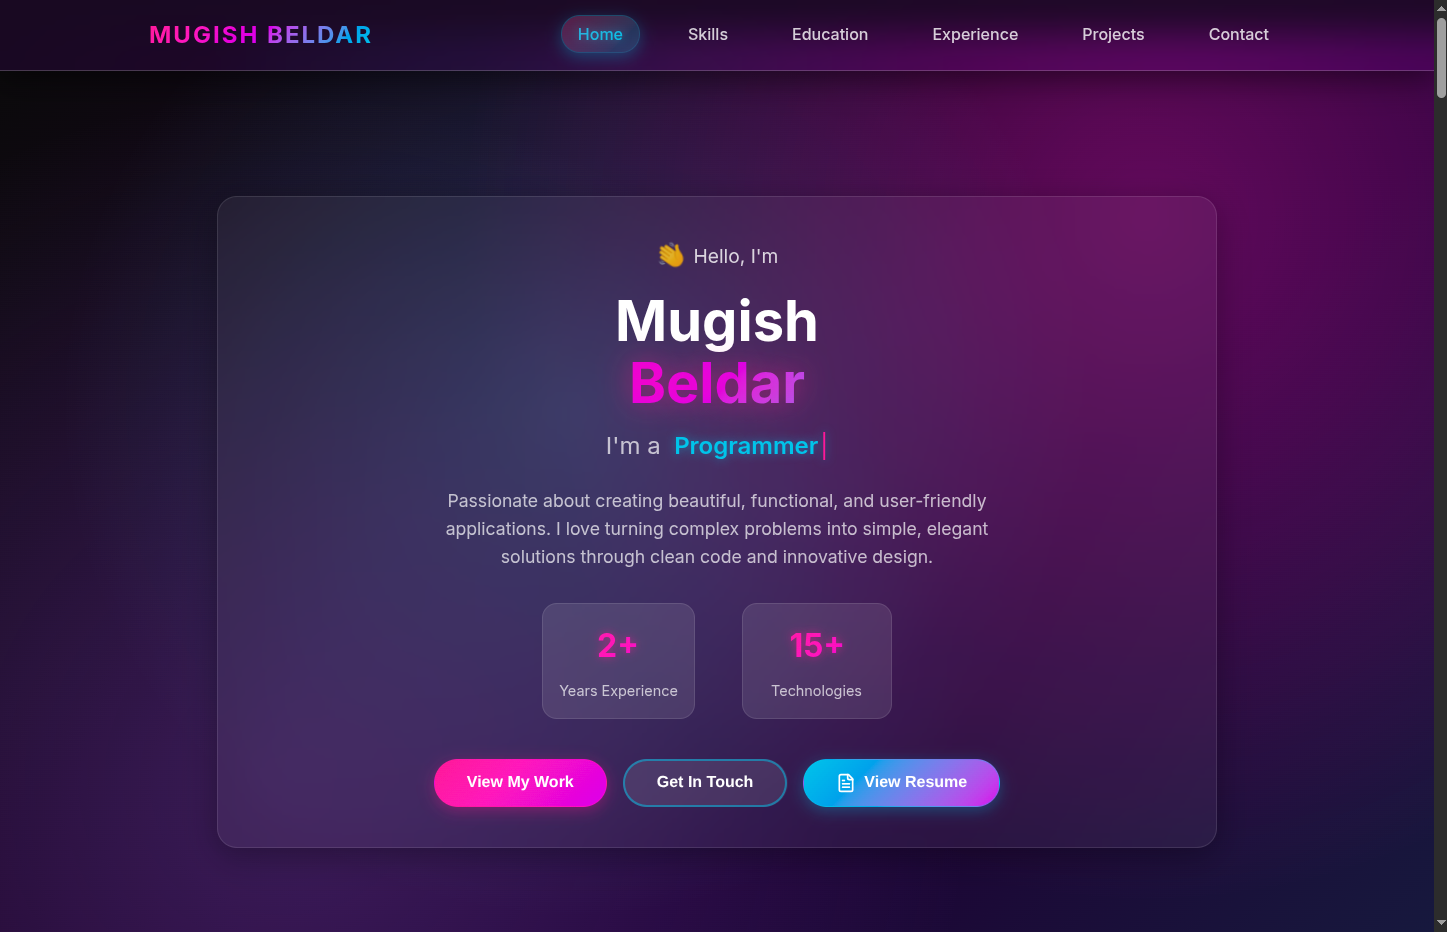 MUGISH BELDAR
Home Skills Education Experience Projects Contact
👋 Hello, I'm
Mugish
Beldar
I'm a Programmer
Passionate about creating beautiful, functional, and user-friendly
applications. I love turning complex problems into simple, elegant
solutions through clean code and innovative design.
2+ 15+
Years Experience Technologies
View My Work Get In Touch View Resume